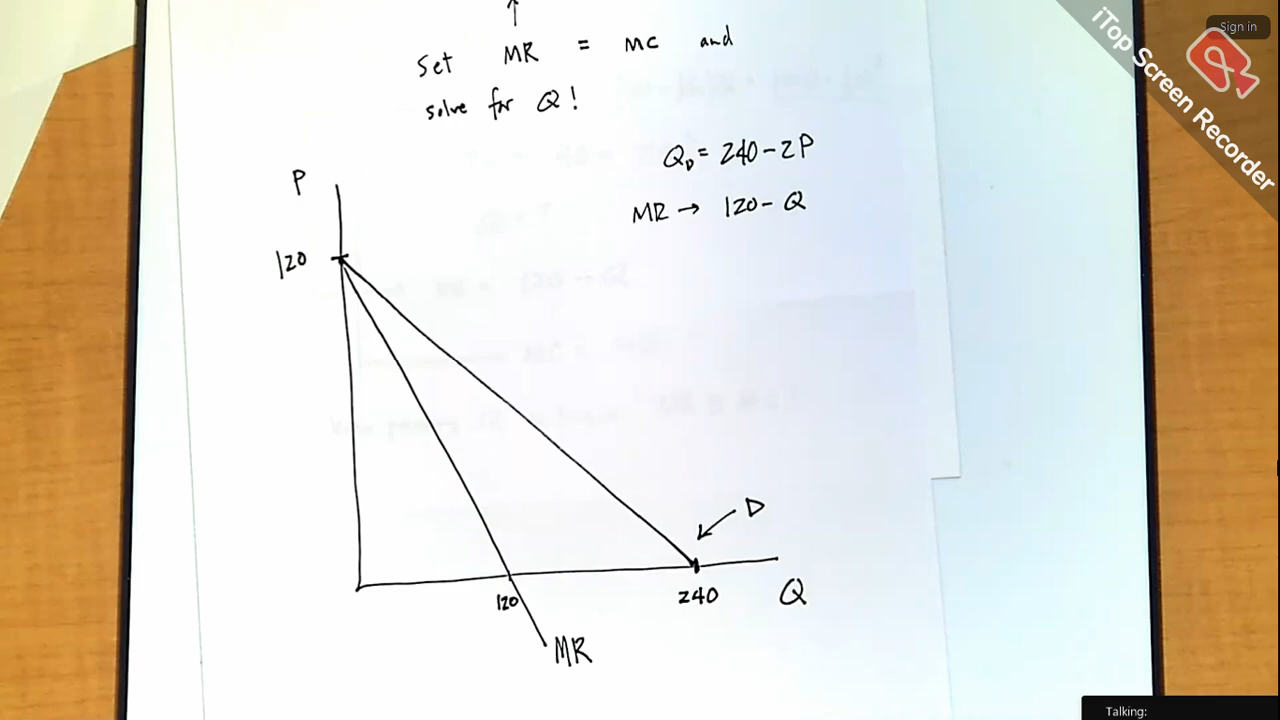 Set MR = MC and
solve for Q!
Q_D = 240 - 2P
MR → 120 - Q
P
120
D
120
240
Q
MR
iTop Screen Recorder
Sign in
Talking: